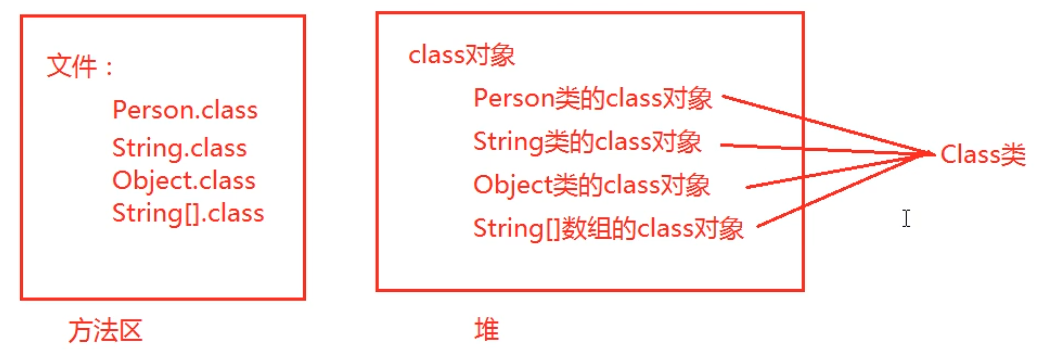 文件：
Person.class
String.class
Object.class
String[].class
方法区
class对象
Person类的class对象
String类的class对象
Object类的class对象
String[]数组的class对象
堆
Class类